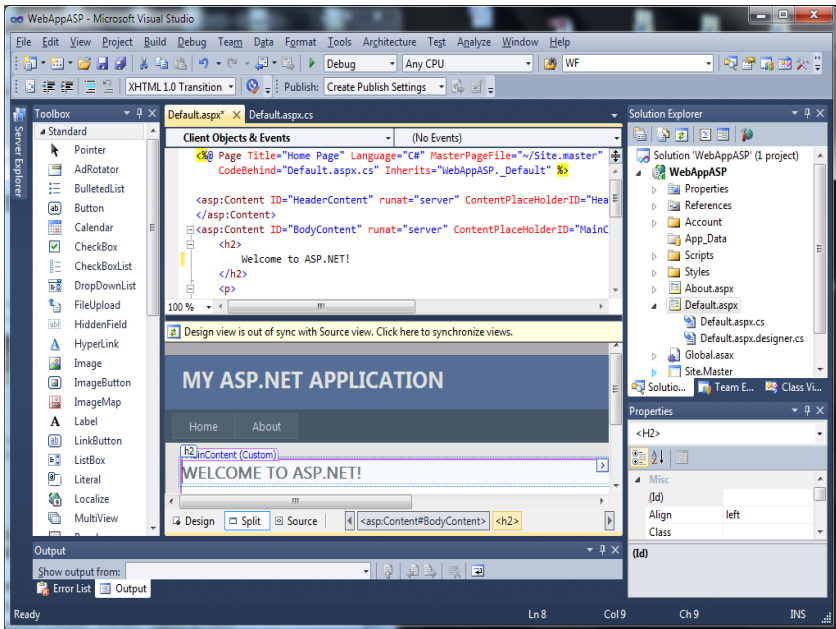 WebAppASP - Microsoft Visual Studio
File Edit View Project Build Debug Team Data Format Tools Architecture Test Analyze Window Help
Debug Any CPU WF
XHTML 1.0 Transition Publish: Create Publish Settings
Server Explorer
Toolbox
Standard
Pointer
AdRotator
BulletedList
Button
Calendar
CheckBox
CheckBoxList
DropDownList
FileUpload
HiddenField
HyperLink
Image
ImageButton
ImageMap
Label
LinkButton
ListBox
Literal
Localize
MultiView
Default.aspx* Default.aspx.cs
Client Objects & Events (No Events)
<%@ Page Title="Home Page" Language="C#" MasterPageFile="~/Site.master"
CodeBehind="Default.aspx.cs" Inherits="WebAppASP._Default" %>
<asp:Content ID="HeaderContent" runat="server" ContentPlaceHolderID="Hea
</asp:Content>
<asp:Content ID="BodyContent" runat="server" ContentPlaceHolderID="MainC
<h2>
Welcome to ASP.NET!
</h2>
<p>
100 %
Design view is out of sync with Source view. Click here to synchronize views.
MY ASP.NET APPLICATION
Home About
h2
MainContent (Custom)
WELCOME TO ASP.NET!
Design Split Source <asp:Content#BodyContent> <h2>
Solution Explorer
Solution 'WebAppASP' (1 project)
WebAppASP
Properties
References
Account
App_Data
Scripts
Styles
About.aspx
Default.aspx
Default.aspx.cs
Default.aspx.designer.cs
Global.asax
Site.Master
Solutio... Team E... Class Vi...
Properties
<H2>
Misc
(Id)
Align left
Class
(Id)
Output
Show output from:
Error List Output
Ready Ln 8 Col 9 Ch 9 INS